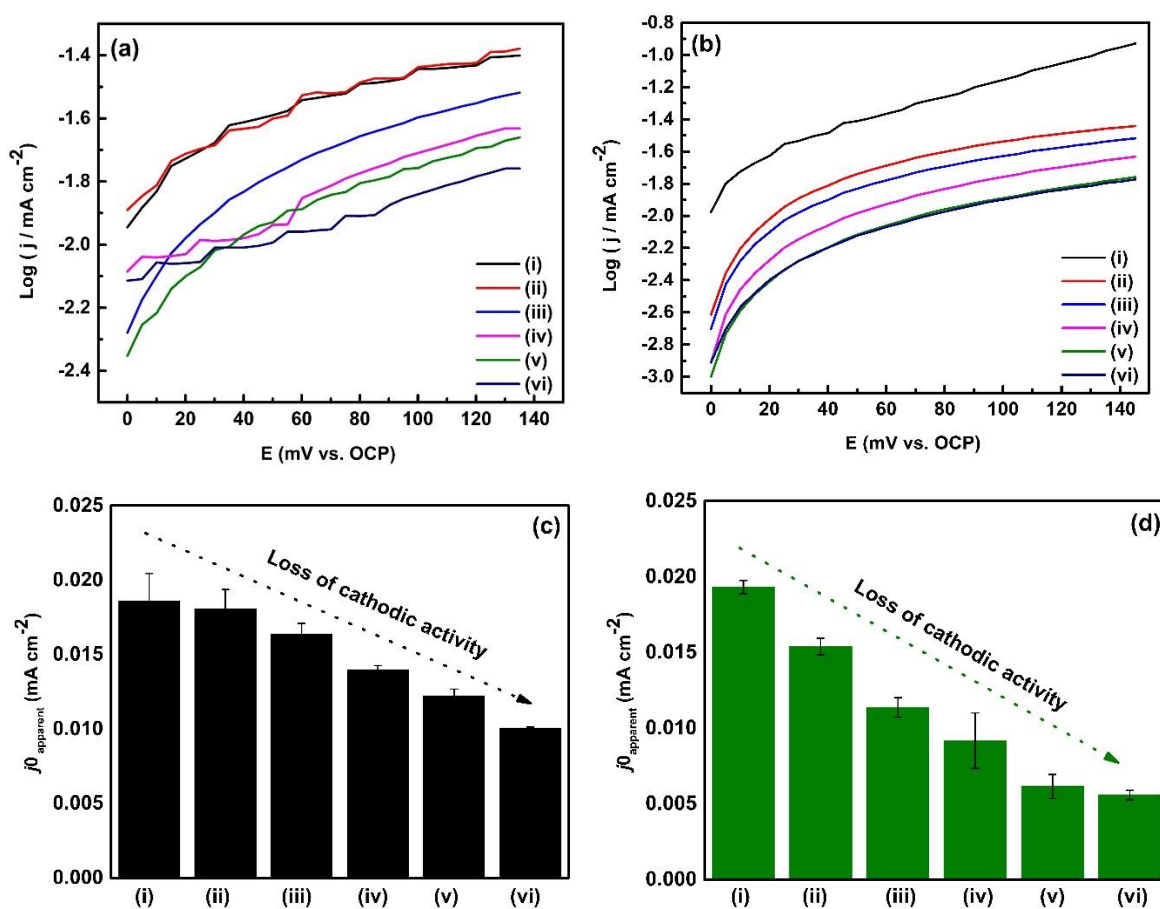 (a)
Log ( j / mA cm-2)
-1.4
-1.6
-1.8
-2.0
-2.2
-2.4
0 20 40 60 80 100 120 140
E (mV vs. OCP)
(i)
(ii)
(iii)
(iv)
(v)
(vi)
(b)
Log ( j / mA cm-2)
-0.8
-1.0
-1.2
-1.4
-1.6
-1.8
-2.0
-2.2
-2.4
-2.6
-2.8
-3.0
0 20 40 60 80 100 120 140
E (mV vs. OCP)
(i)
(ii)
(iii)
(iv)
(v)
(vi)
(c)
j0 apparent (mA cm-2)
0.025
0.020
0.015
0.010
0.005
0.000
Loss of cathodic activity
(i) (ii) (iii) (iv) (v) (vi)
(d)
j0 apparent (mA cm-2)
0.025
0.020
0.015
0.010
0.005
0.000
Loss of cathodic activity
(i) (ii) (iii) (iv) (v) (vi)